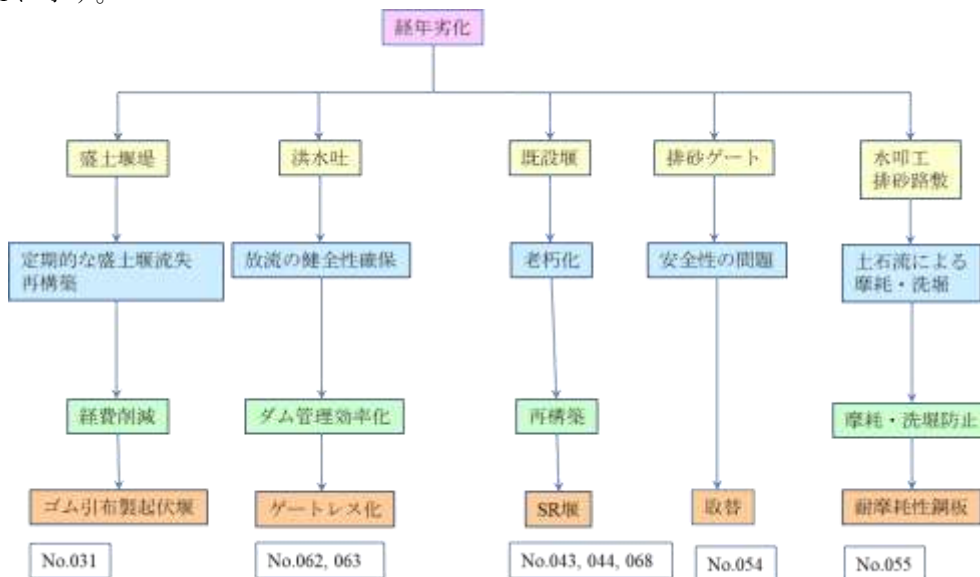 経年劣化
盛土堰堤
洪水吐
既設堰
排砂ゲート
水叩工
排砂路敷
定期的な盛土堰流失
再構築
放流の健全性確保
老朽化
安全性の問題
土石流による
摩耗・洗堀
経費削減
ダム管理効率化
再構築
摩耗・洗堀防止
ゴム引布製起伏堰
ゲートレス化
SR堰
取替
耐摩耗性鋼板
No.031
No.062, 063
No.043, 044, 068
No.054
No.055